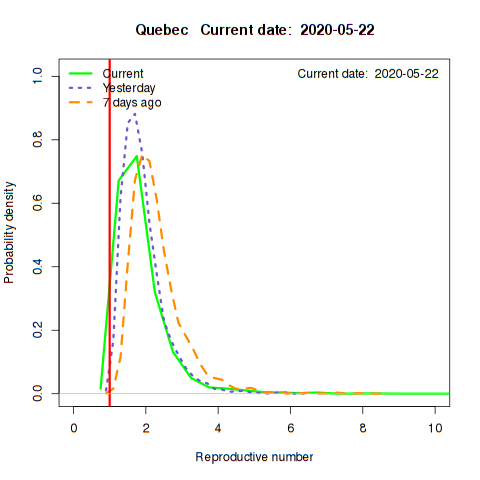 Quebec   Current date:  2020-05-22
Current
Yesterday
7 days ago
Current date:  2020-05-22
Probability density
1.0
0.8
0.6
0.4
0.2
0.0
0 2 4 6 8 10
Reproductive number